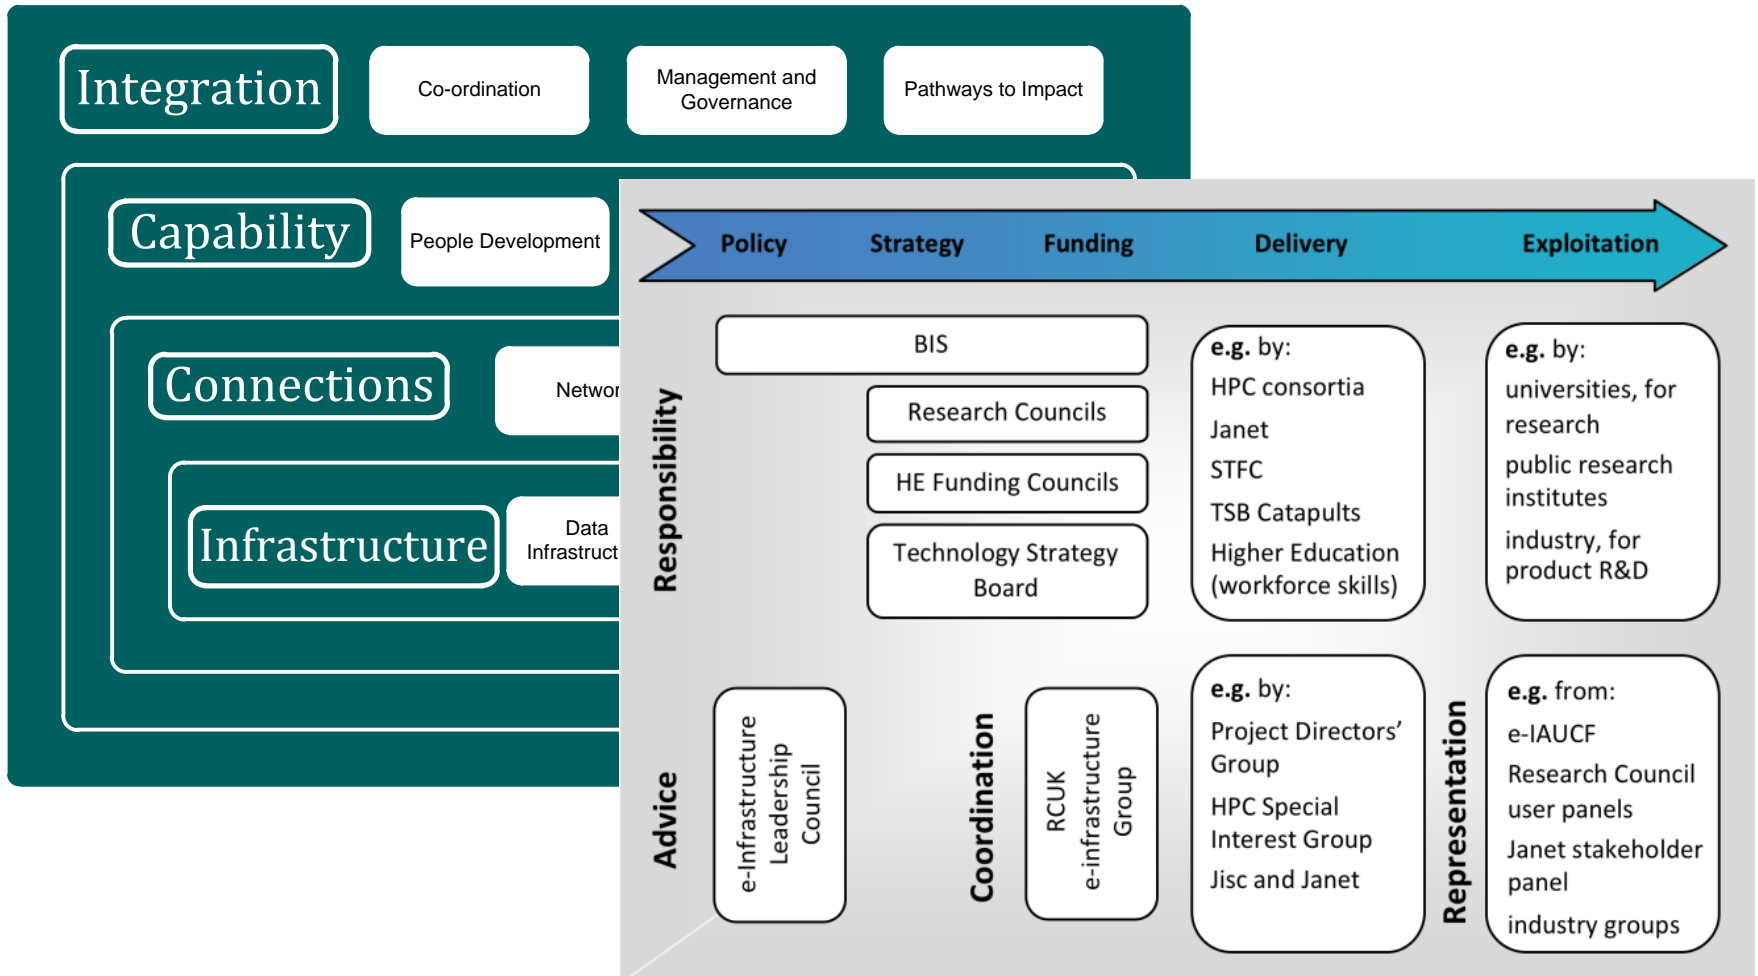 Integration
Co-ordination
Management and
Governance
Pathways to Impact
Capability
People Development
Connections
Infrastructure
Data
Policy
Strategy
Funding
Delivery
Exploitation
Responsibility
BIS
Research Councils
HE Funding Councils
Technology Strategy
Board
e.g. by:
HPC consortia
Janet
STFC
TSB Catapults
Higher Education
(workforce skills)
e.g. by:
universities, for
research
public research
institutes
industry, for
product R&D
Advice
e-Infrastructure
Leadership
Council
Coordination
RCUK
e-infrastructure
Group
e.g. by:
Project Directors’
Group
HPC Special
Interest Group
Jisc and Janet
Representation
e.g. from:
e-IAUCF
Research Council
user panels
Janet stakeholder
panel
industry groups